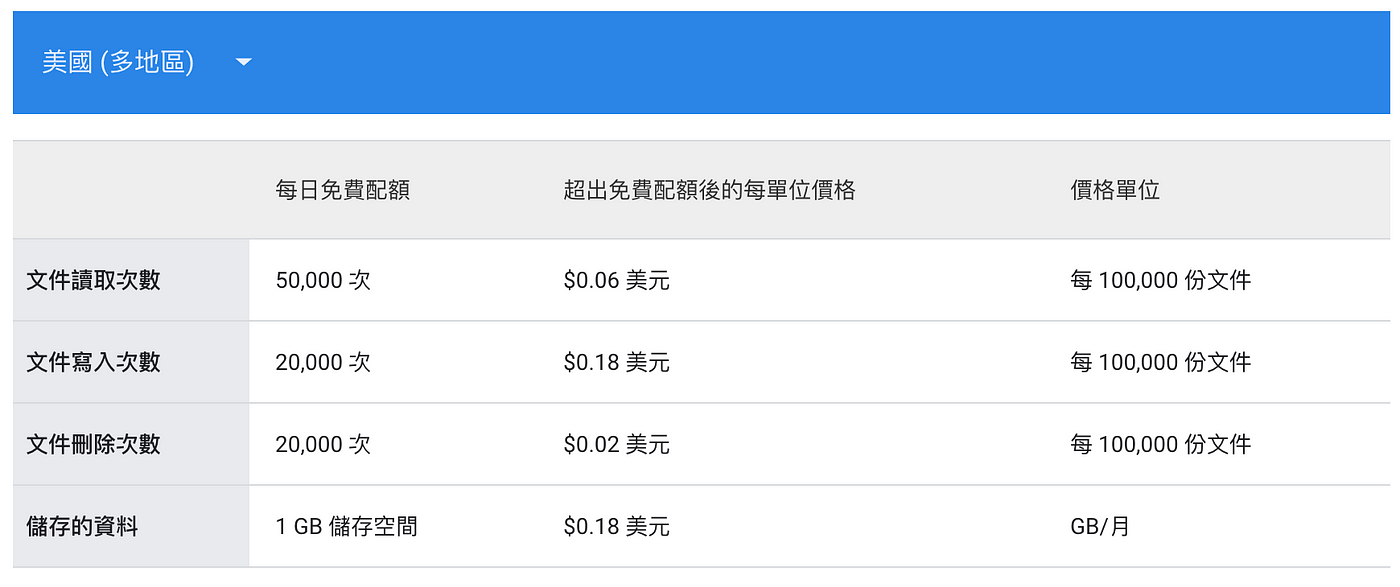 美國 (多地區)
每日免費配額 超出免費配額後的每單位價格 價格單位
文件讀取次數 50,000 次 $0.06 美元 每 100,000 份文件
文件寫入次數 20,000 次 $0.18 美元 每 100,000 份文件
文件刪除次數 20,000 次 $0.02 美元 每 100,000 份文件
儲存的資料 1 GB 儲存空間 $0.18 美元 GB/月